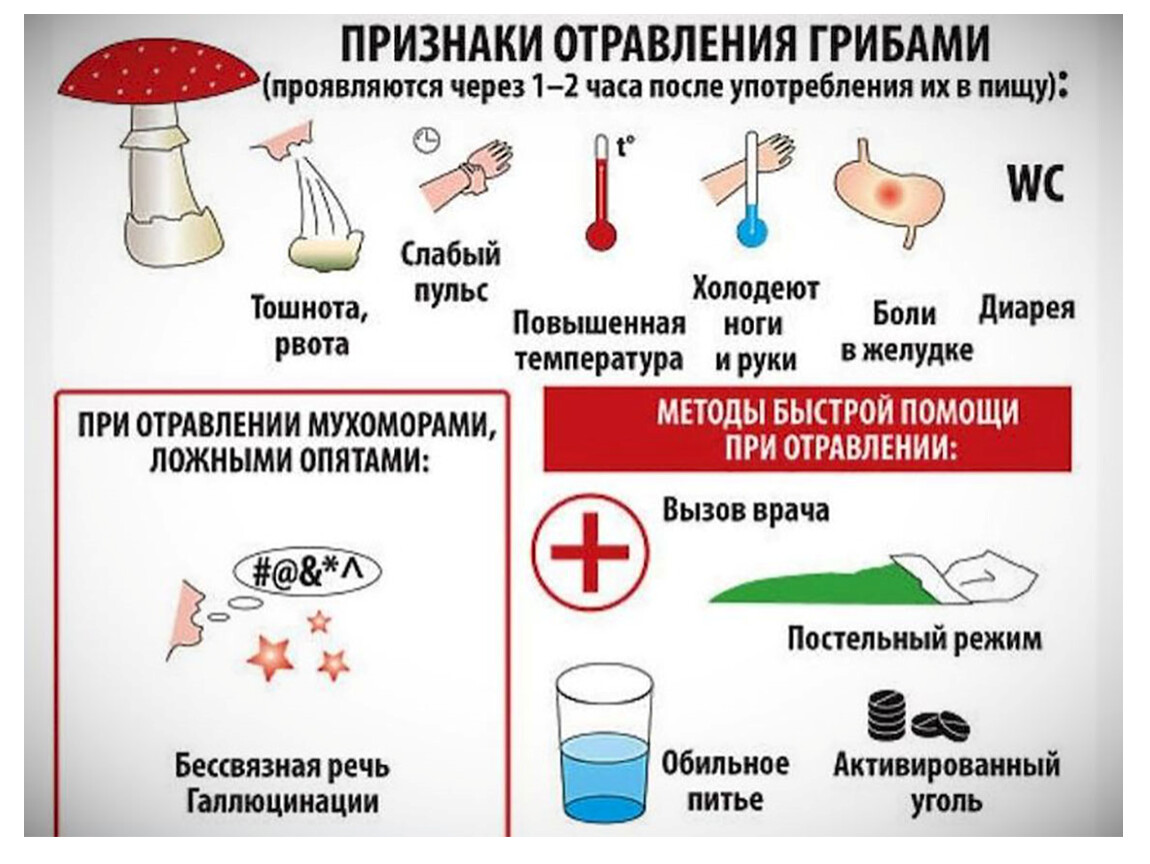 ПРИЗНАКИ ОТРАВЛЕНИЯ ГРИБАМИ
(проявляются через 1–2 часа после употребления их в пищу):
t°
WC
Тошнота,
рвота
Слабый
пульс
Повышенная
температура
Холодеют
ноги
и руки
Боли
в желудке
Диарея
ПРИ ОТРАВЛЕНИИ МУХОМОРАМИ,
ЛОЖНЫМИ ОПЯТАМИ:
#@&*^
Бессвязная речь
Галлюцинации
МЕТОДЫ БЫСТРОЙ ПОМОЩИ
ПРИ ОТРАВЛЕНИИ:
Вызов врача
Постельный режим
Обильное
питье
Активированный
уголь